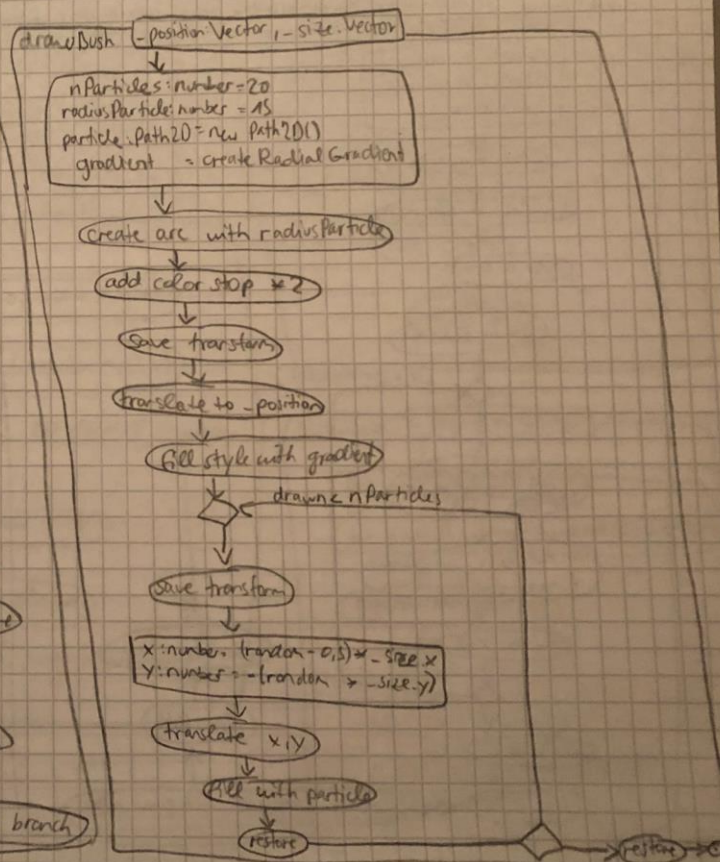 drawBush
_position:Vector, _size:Vector
nParticles:number=20
radiusParticle:number = 15
particle:Path2D = new Path2D()
gradient = createRadialGradient
create arc with radiusParticle
add color stop *2
save transform
translate to _position
fill style with gradient
drawn< nParticles
save transform
x:number = (random - 0,5) * _size.x
y:number = -(random * _size.y)
translate x,y
fill with particle
branch
restore
restore